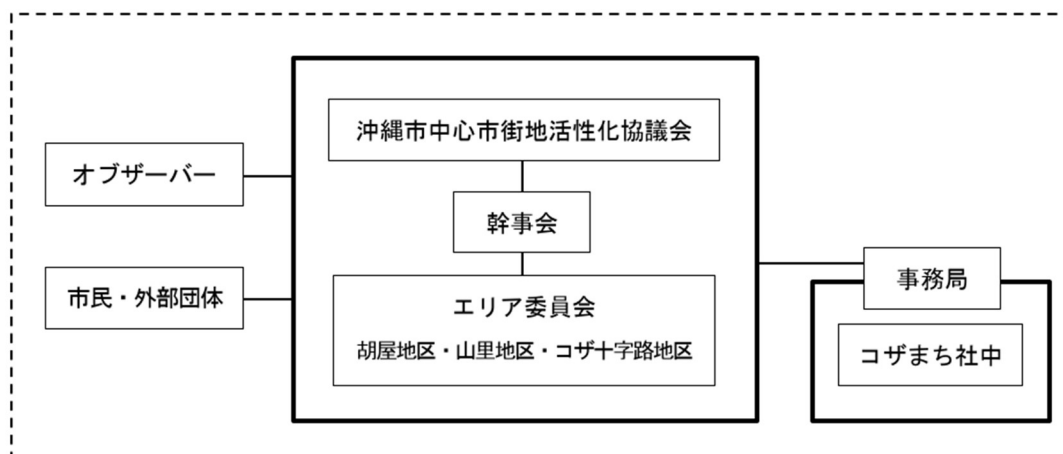 沖縄市中心市街地活性化協議会
オブザーバー
幹事会
市民・外部団体
エリア委員会
胡屋地区・山里地区・コザ十字路地区
事務局
コザまち社中